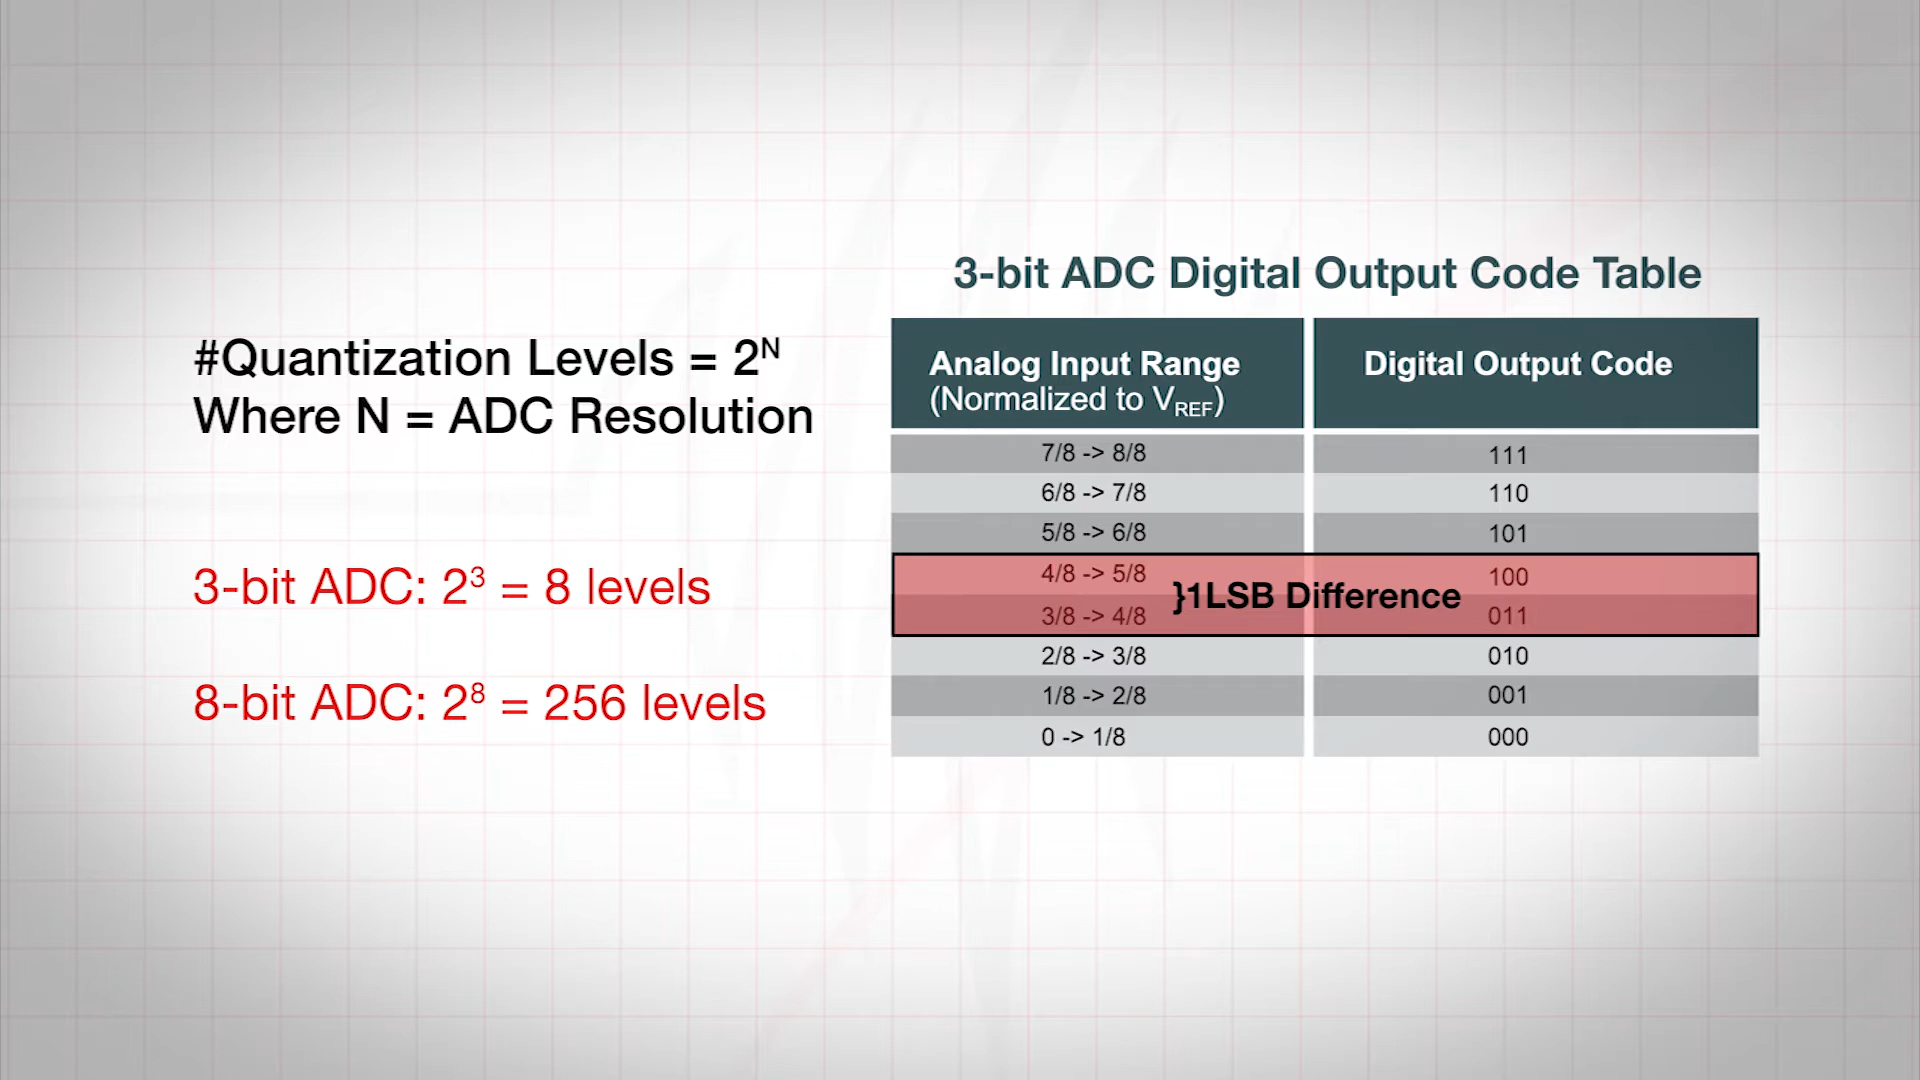 #Quantization Levels = 2^N
Where N = ADC Resolution
3-bit ADC: 2³ = 8 levels
8-bit ADC: 2⁸ = 256 levels
3-bit ADC Digital Output Code Table
Analog Input Range Digital Output Code
(Normalized to VREF)
7/8 -> 8/8 111
6/8 -> 7/8 110
5/8 -> 6/8 101
4/8 -> 5/8 100
}1LSB Difference
3/8 -> 4/8 011
2/8 -> 3/8 010
1/8 -> 2/8 001
0 -> 1/8 000